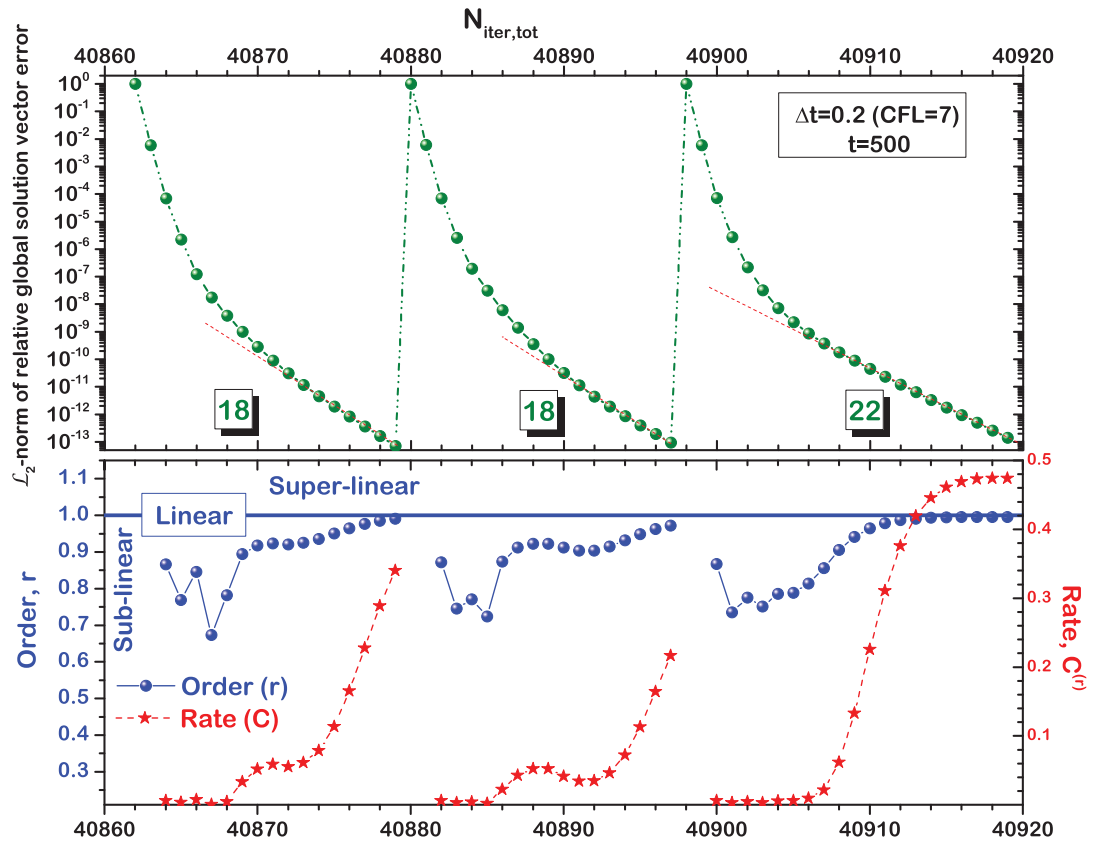 N_iter,tot
40860 40870 40880 40890 40900 40910 40920
ℒ₂-norm of relative global solution vector error
10⁰
10⁻¹
10⁻²
10⁻³
10⁻⁴
10⁻⁵
10⁻⁶
10⁻⁷
10⁻⁸
10⁻⁹
10⁻¹⁰
10⁻¹¹
10⁻¹²
10⁻¹³
Δt=0.2 (CFL=7)
t=500
18 18 22
Order, r
1.1
1.0
0.9
0.8
0.7
0.6
0.5
0.4
0.3
Super-linear
Linear
Sub-linear
Order (r)
Rate (C)
0.5
0.4
0.3
0.2
0.1
Rate, C⁽ʳ⁾
40860 40870 40880 40890 40900 40910 40920